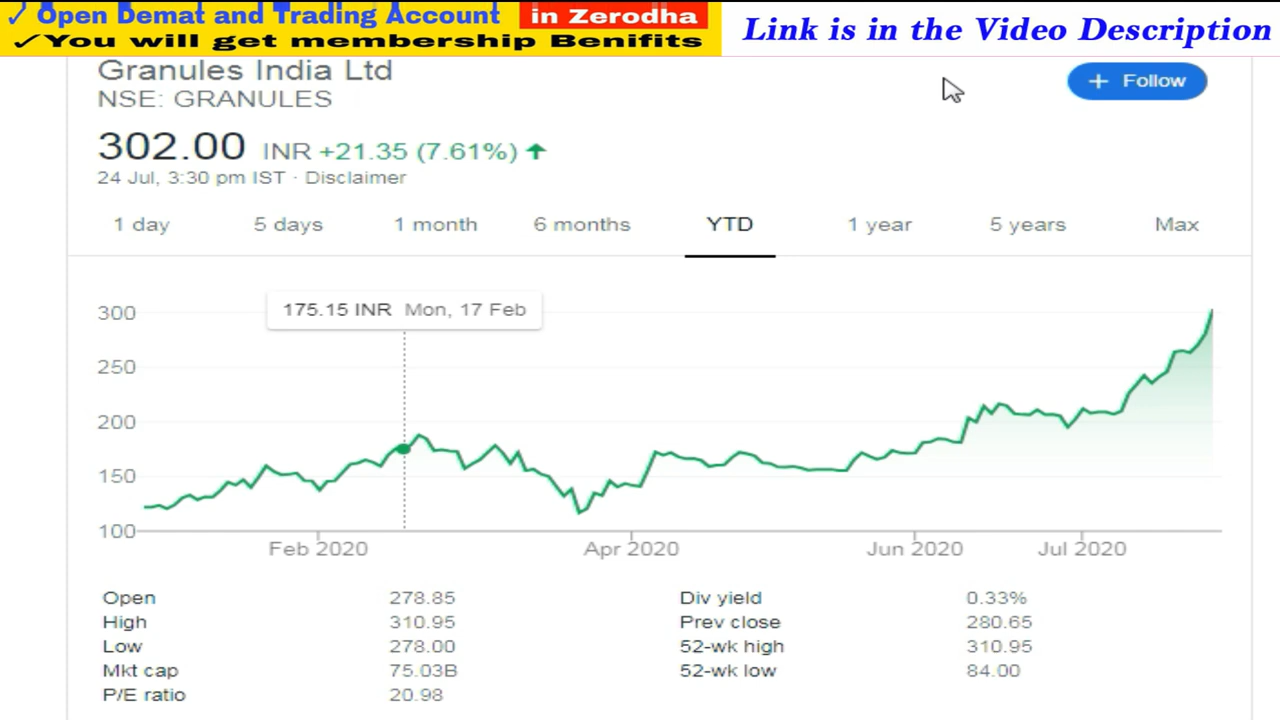 ✓ Open Demat and Trading Account in Zerodha
✓You will get membership Benifits
Link is in the Video Description
Granules India Ltd
NSE: GRANULES
+ Follow
302.00 INR +21.35 (7.61%) ↑
24 Jul, 3:30 pm IST · Disclaimer
1 day 5 days 1 month 6 months YTD 1 year 5 years Max
175.15 INR Mon, 17 Feb
300
250
200
150
100
Feb 2020 Apr 2020 Jun 2020 Jul 2020
Open 278.85 Div yield 0.33%
High 310.95 Prev close 280.65
Low 278.00 52-wk high 310.95
Mkt cap 75.03B 52-wk low 84.00
P/E ratio 20.98